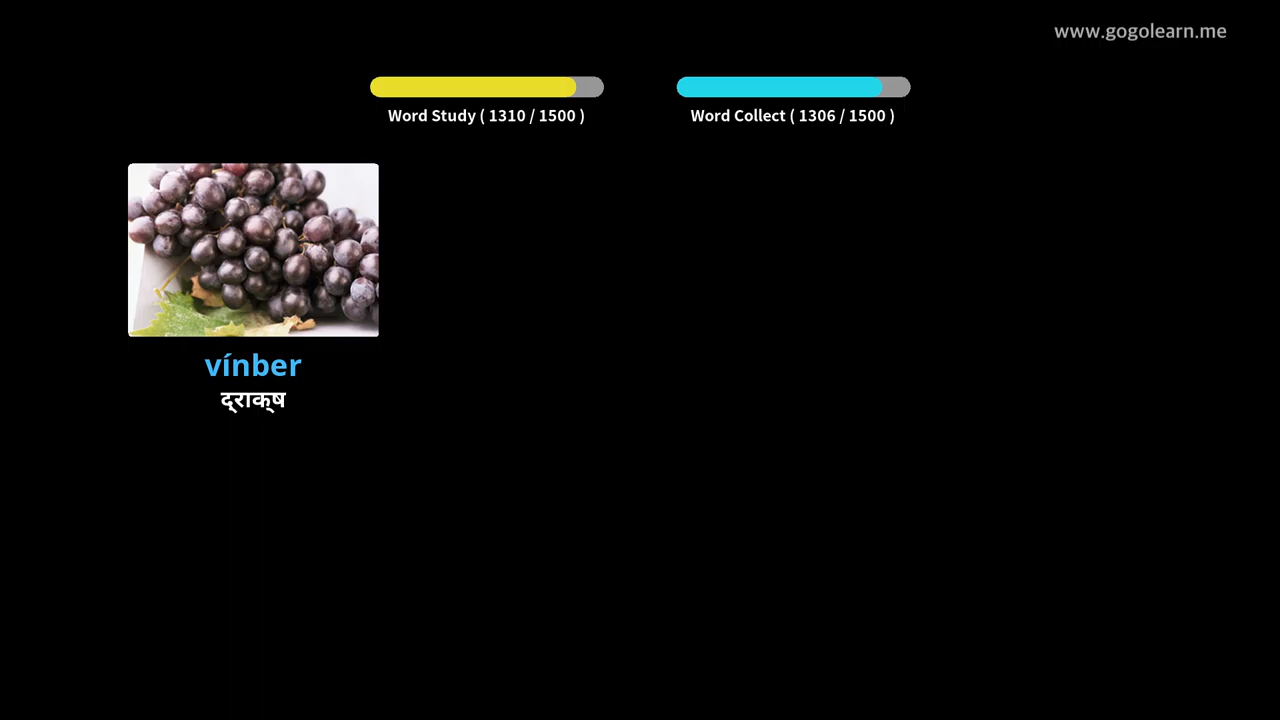 www.gogolearn.me
Word Study ( 1310 / 1500 )
Word Collect ( 1306 / 1500 )
vínber
द्राक्ष